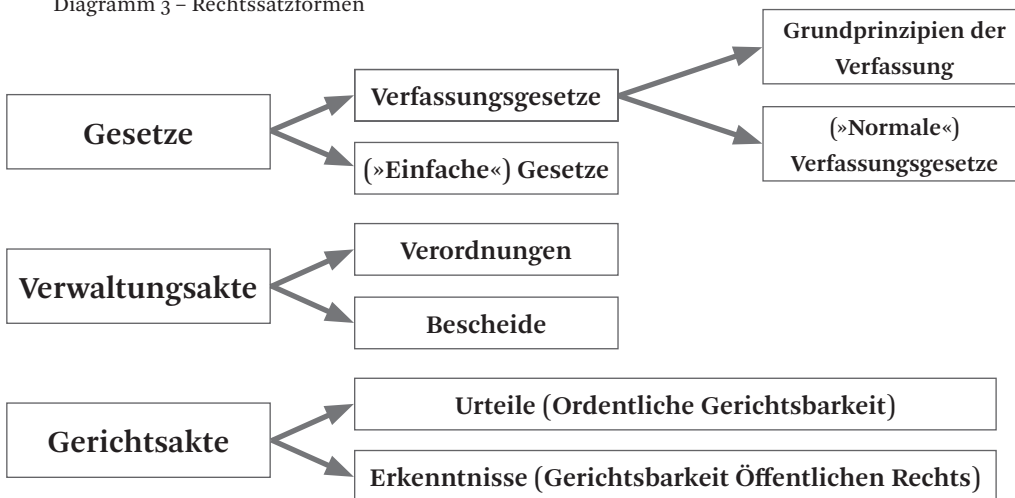 Diagramm 3 – Rechtssatzformen
Gesetze
Verfassungsgesetze
(»Einfache«) Gesetze
Grundprinzipien der
Verfassung
(»Normale«)
Verfassungsgesetze
Verwaltungsakte
Verordnungen
Bescheide
Gerichtsakte
Urteile (Ordentliche Gerichtsbarkeit)
Erkenntnisse (Gerichtsbarkeit Öffentlichen Rechts)